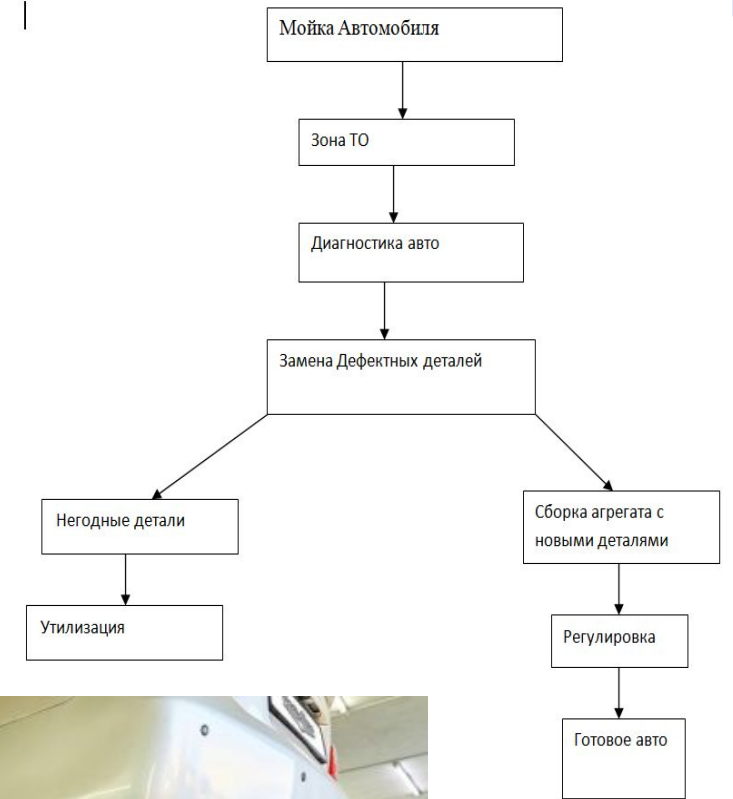 Мойка Автомобиля
Зона ТО
Диагностика авто
Замена Дефектных деталей
Негодные детали
Утилизация
Сборка агрегата с
новыми деталями
Регулировка
Готовое авто